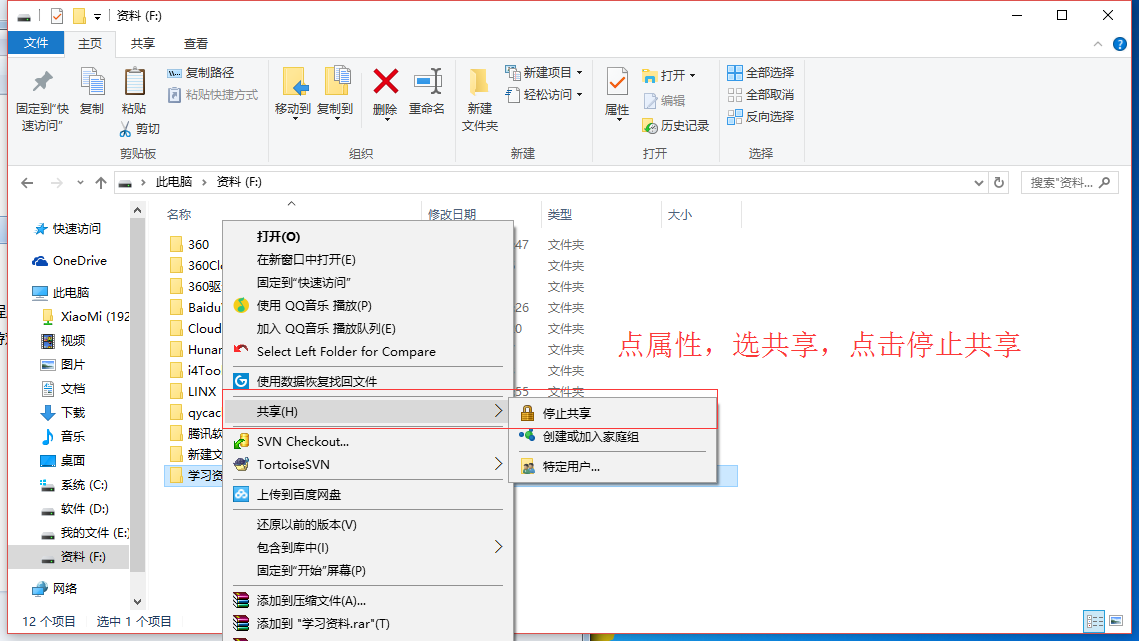 资料 (F:)
文件 主页 共享 查看
固定到“快速访问”
复制
粘贴
复制路径
粘贴快捷方式
剪切
剪贴板
移动到
复制到
删除
重命名
组织
新建
文件夹
新建项目
轻松访问
新建
属性
打开
编辑
历史记录
打开
全部选择
全部取消
反向选择
选择
此电脑 资料 (F:)
搜索"资料...
快速访问
OneDrive
此电脑
XiaoMi (192
视频
图片
文档
下载
音乐
桌面
系统 (C:)
软件 (D:)
我的文件 (E:)
资料 (F:)
网络
名称 修改日期 类型 大小
360 47 文件夹
360Clo 文件夹
360驱 文件夹
Baidu 26 文件夹
Cloud 0 文件夹
Hunan 文件夹
i4Too 文件夹
LINX 55 文件夹
qycac
腾讯软
新建文
学习资
打开(O)
在新窗口中打开(E)
固定到“快速访问”
使用 QQ音乐 播放(P)
加入 QQ音乐 播放队列(E)
Select Left Folder for Compare
使用数据恢复找回文件
共享(H)
SVN Checkout...
TortoiseSVN
上传到百度网盘
还原以前的版本(V)
包含到库中(I)
固定到“开始”屏幕(P)
添加到压缩文件(A)...
添加到 "学习资料.rar"(T)
停止共享
创建或加入家庭组
特定用户...
点属性，选共享，点击停止共享
12 个项目 选中 1 个项目